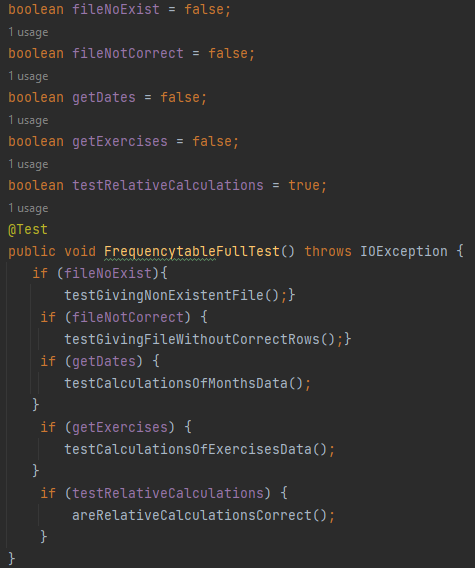 boolean fileNoExist = false;
1 usage
boolean fileNotCorrect = false;
1 usage
boolean getDates = false;
1 usage
boolean getExercises = false;
1 usage
boolean testRelativeCalculations = true;
1 usage
@Test
public void FrequencytableFullTest() throws IOException {
if (fileNoExist){
testGivingNonExistentFile();}
if (fileNotCorrect) {
testGivingFileWithoutCorrectRows();}
if (getDates) {
testCalculationsOfMonthsData();
}
if (getExercises) {
testCalculationsOfExercisesData();
}
if (testRelativeCalculations) {
areRelativeCalculationsCorrect();
}
}